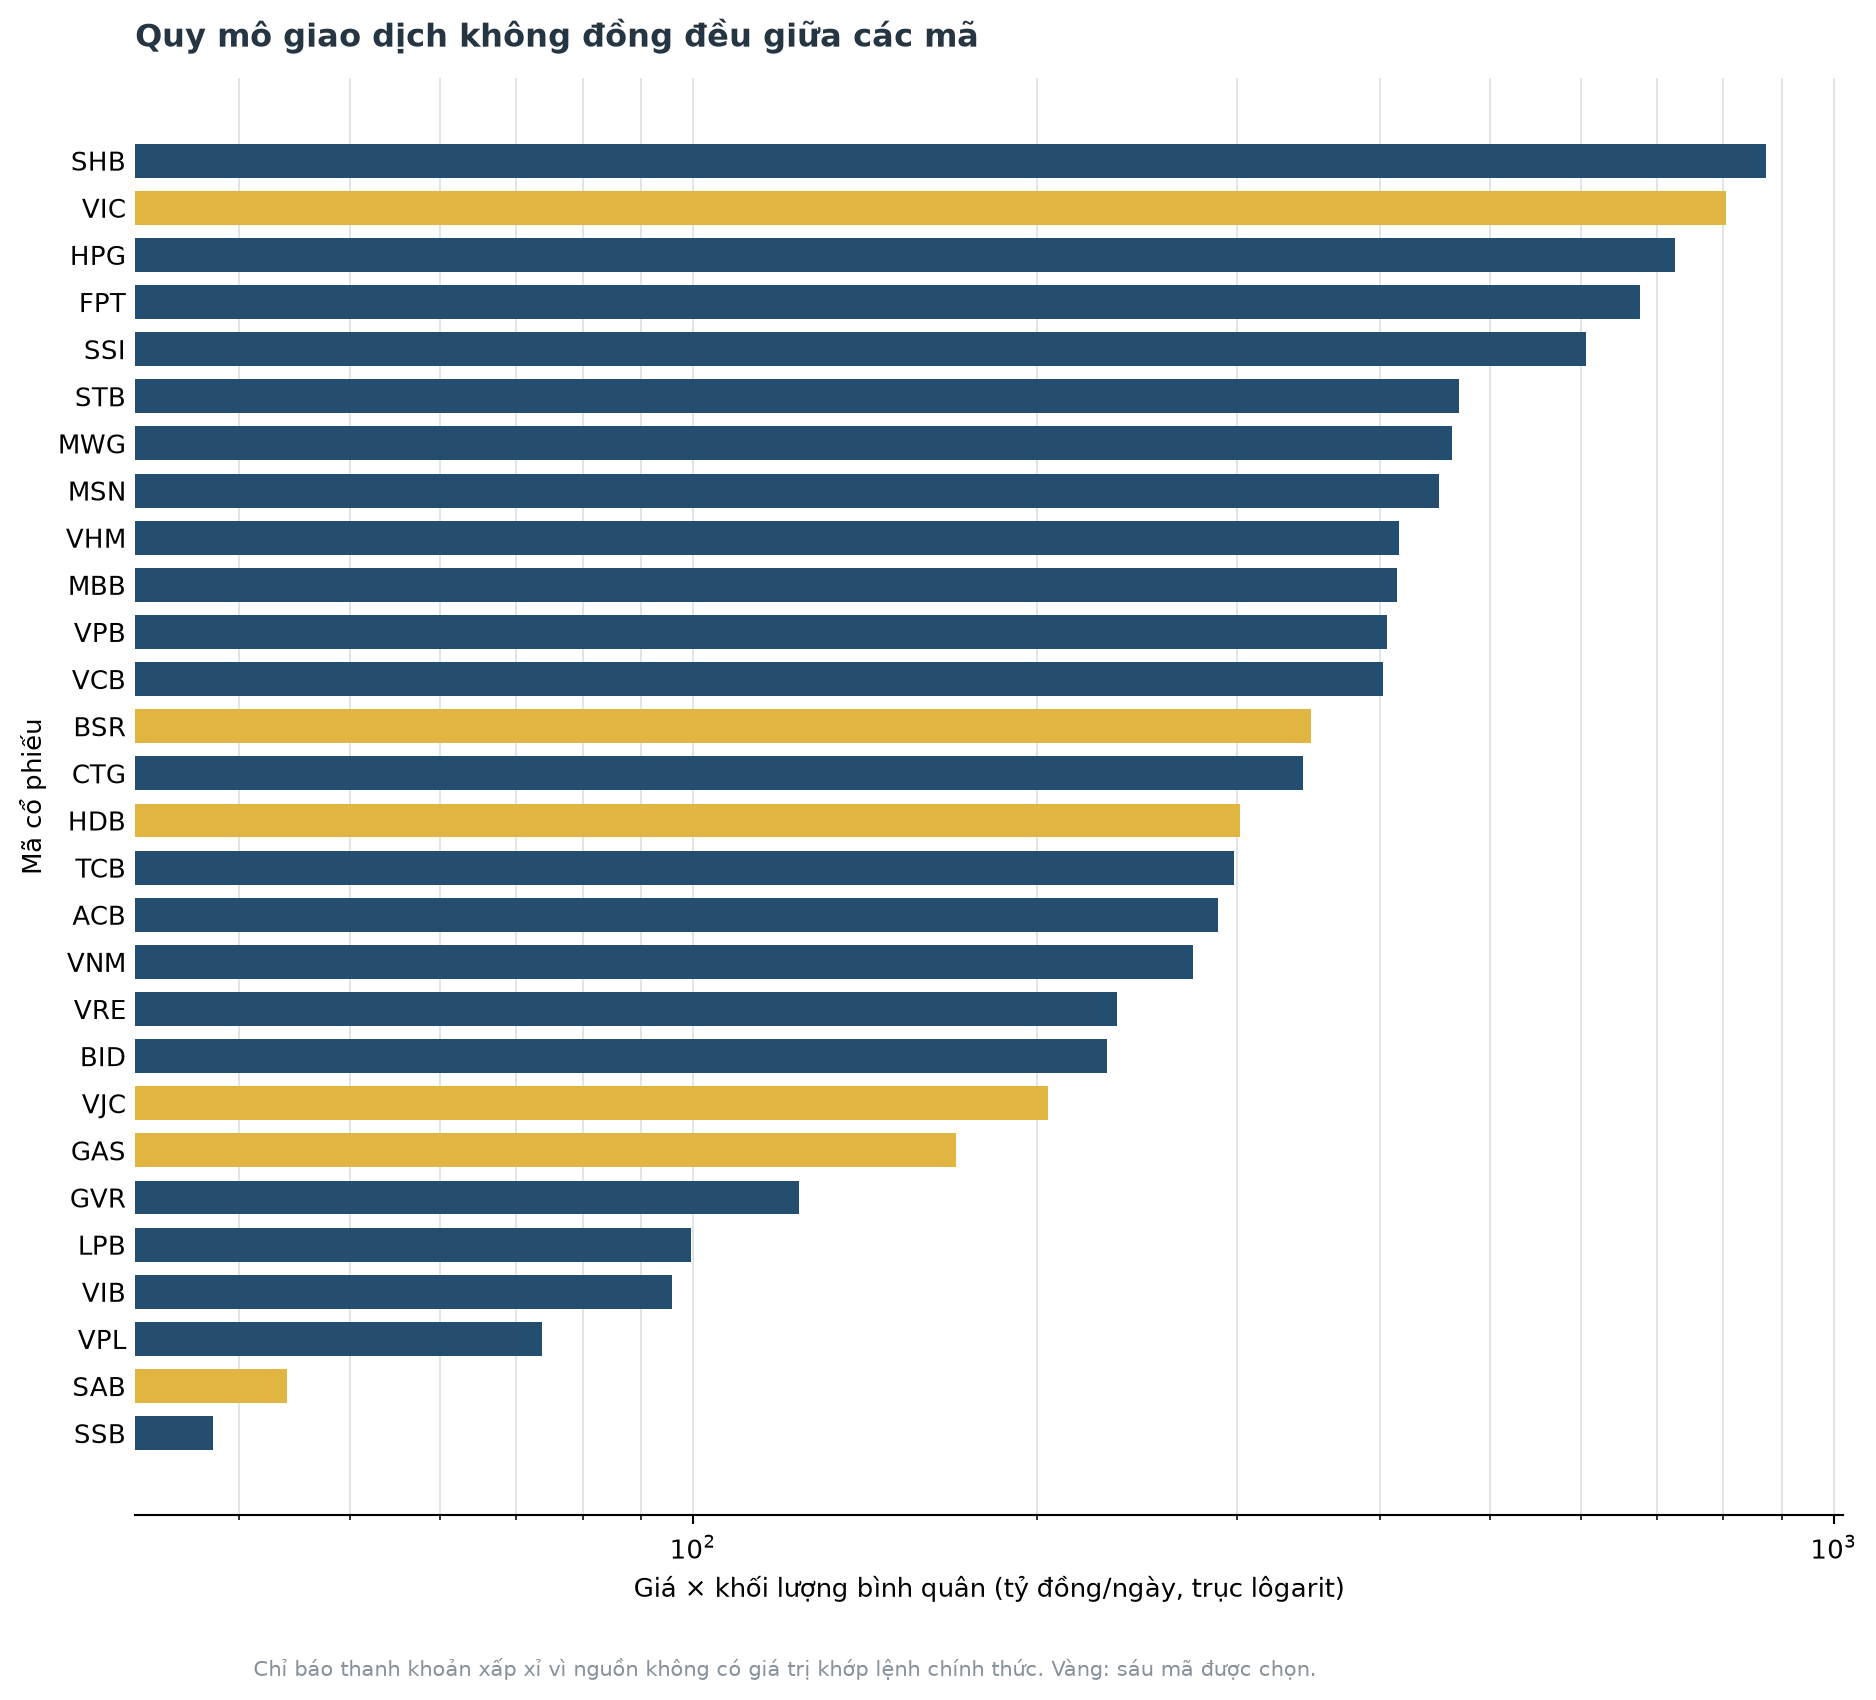 Quy mô giao dịch không đồng đều giữa các mã
Mã cổ phiếu
SHB
VIC
HPG
FPT
SSI
STB
MWG
MSN
VHM
MBB
VPB
VCB
BSR
CTG
HDB
TCB
ACB
VNM
VRE
BID
VJC
GAS
GVR
LPB
VIB
VPL
SAB
SSB
10² 10³
Giá × khối lượng bình quân (tỷ đồng/ngày, trục lôgarit)
Chỉ báo thanh khoản xấp xỉ vì nguồn không có giá trị khớp lệnh chính thức. Vàng: sáu mã được chọn.